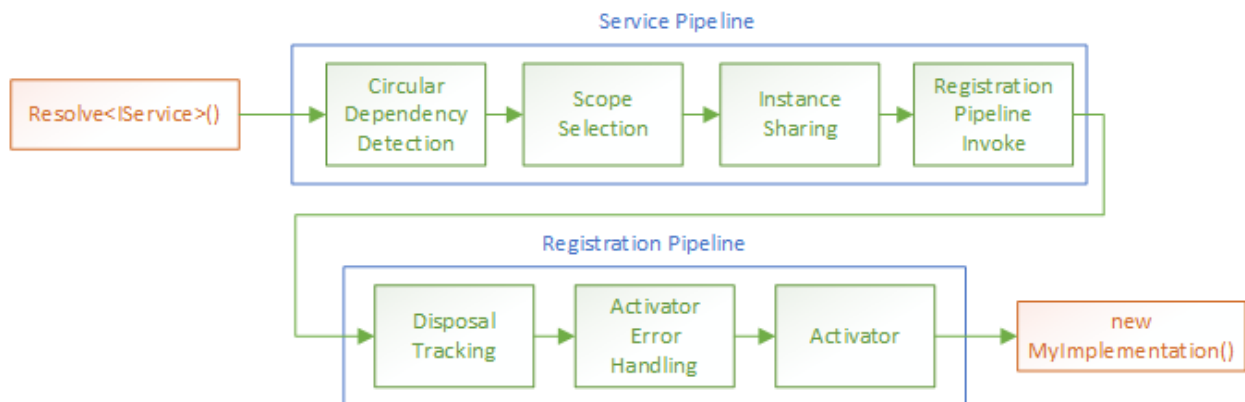 Service Pipeline
Resolve<IService>()
Circular
Dependency
Detection
Scope
Selection
Instance
Sharing
Registration
Pipeline
Invoke
Registration Pipeline
Disposal
Tracking
Activator
Error
Handling
Activator
new
MyImplementation()